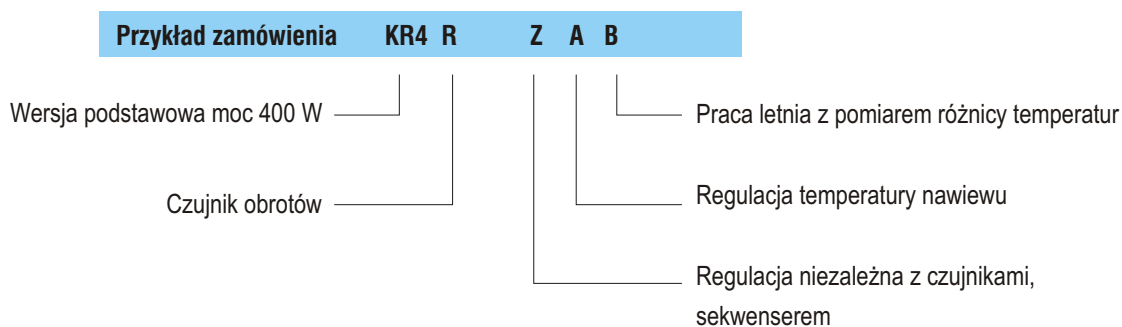 Przykład zamówienia KR4 R Z A B
Wersja podstawowa moc 400 W
Praca letnia z pomiarem różnicy temperatur
Czujnik obrotów
Regulacja temperatury nawiewu
Regulacja niezależna z czujnikami,
sekwenserem